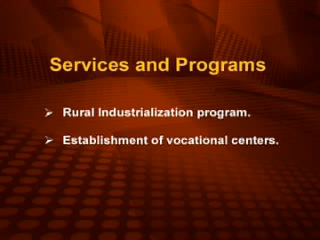 Services and Programs
➢ Rural Industrialization program.
➢ Establishment of vocational centers.